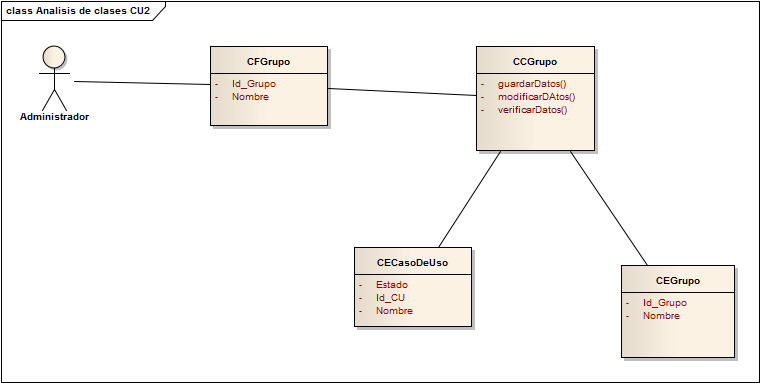 class Analisis de clases CU2
Administrador
CFGrupo
- Id_Grupo
- Nombre
CCGrupo
- guardarDatos()
- modificarDAtos()
- verificarDatos()
CECasoDeUso
- Estado
- Id_CU
- Nombre
CEGrupo
- Id_Grupo
- Nombre